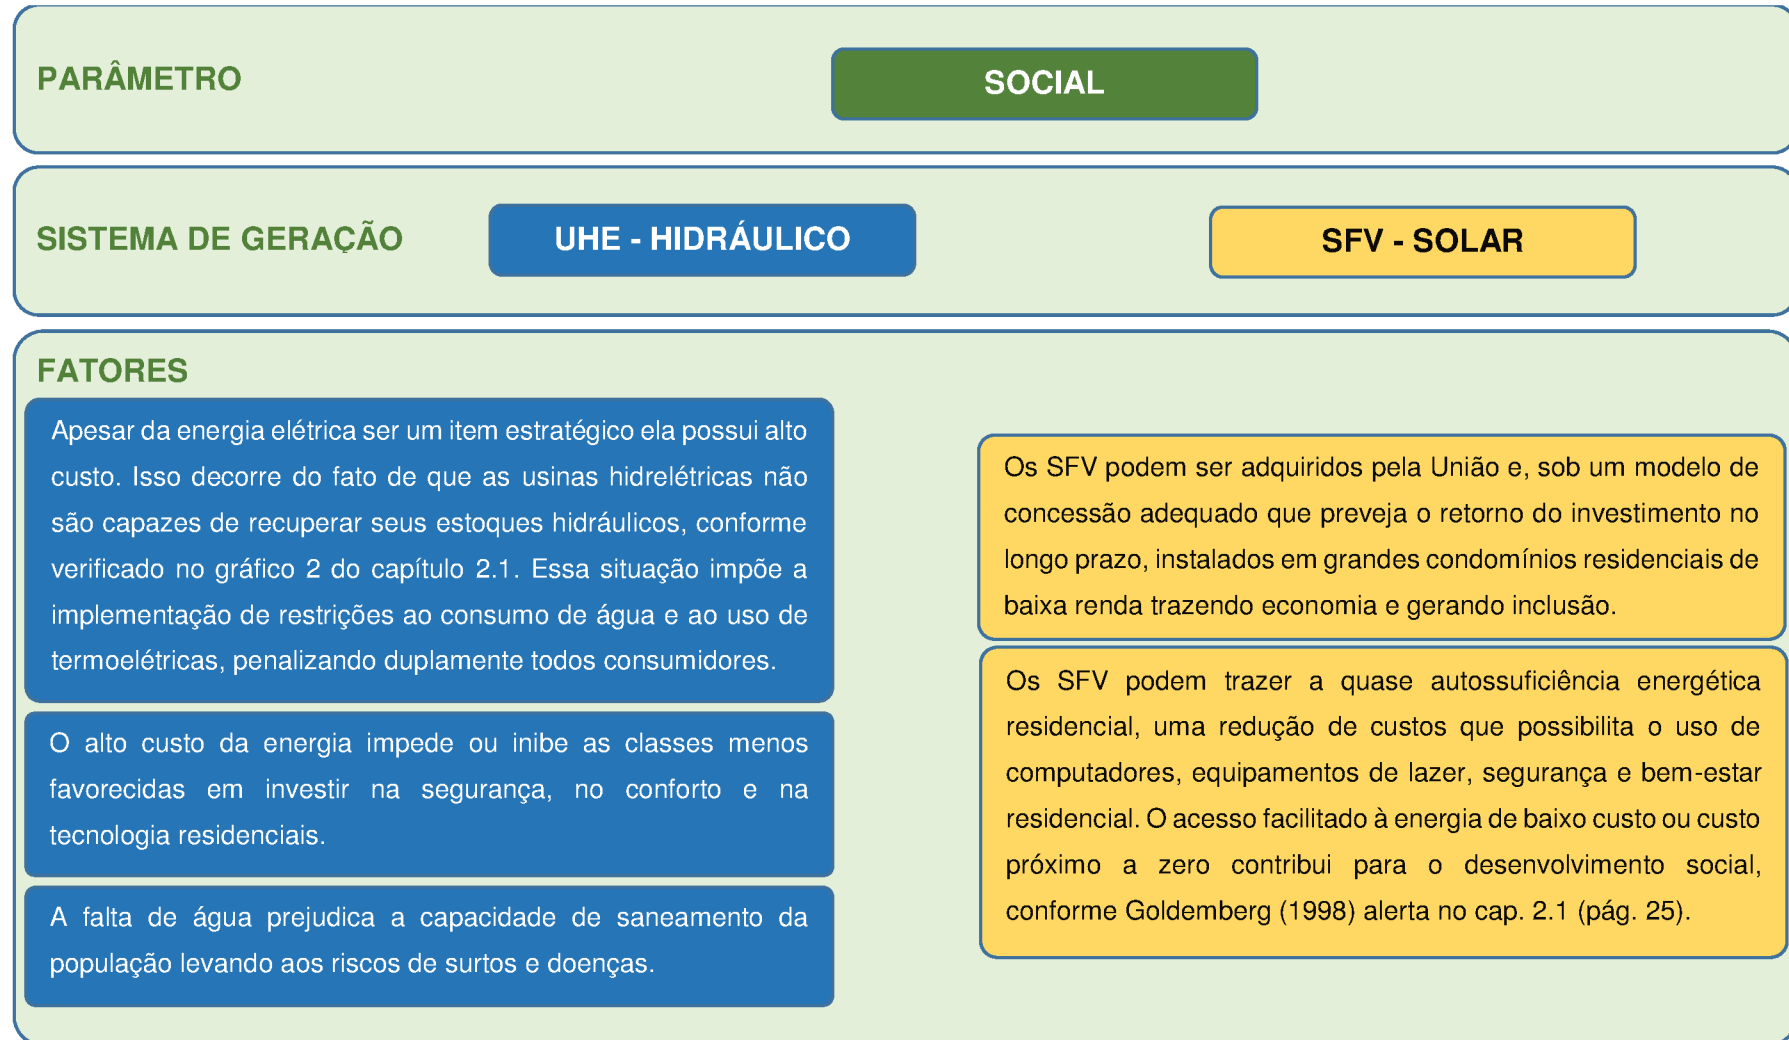 PARÂMETRO
SOCIAL
SISTEMA DE GERAÇÃO
UHE - HIDRÁULICO
SFV - SOLAR
FATORES
Apesar da energia elétrica ser um item estratégico ela possui alto
custo. Isso decorre do fato de que as usinas hidrelétricas não
são capazes de recuperar seus estoques hidráulicos, conforme
verificado no gráfico 2 do capítulo 2.1. Essa situação impõe a
implementação de restrições ao consumo de água e ao uso de
termoelétricas, penalizando duplamente todos consumidores.
O alto custo da energia impede ou inibe as classes menos
favorecidas em investir na segurança, no conforto e na
tecnologia residenciais.
A falta de água prejudica a capacidade de saneamento da
população levando aos riscos de surtos e doenças.
Os SFV podem ser adquiridos pela União e, sob um modelo de
concessão adequado que preveja o retorno do investimento no
longo prazo, instalados em grandes condomínios residenciais de
baixa renda trazendo economia e gerando inclusão.
Os SFV podem trazer a quase autossuficiência energética
residencial, uma redução de custos que possibilita o uso de
computadores, equipamentos de lazer, segurança e bem-estar
residencial. O acesso facilitado à energia de baixo custo ou custo
próximo a zero contribui para o desenvolvimento social,
conforme Goldemberg (1998) alerta no cap. 2.1 (pág. 25).